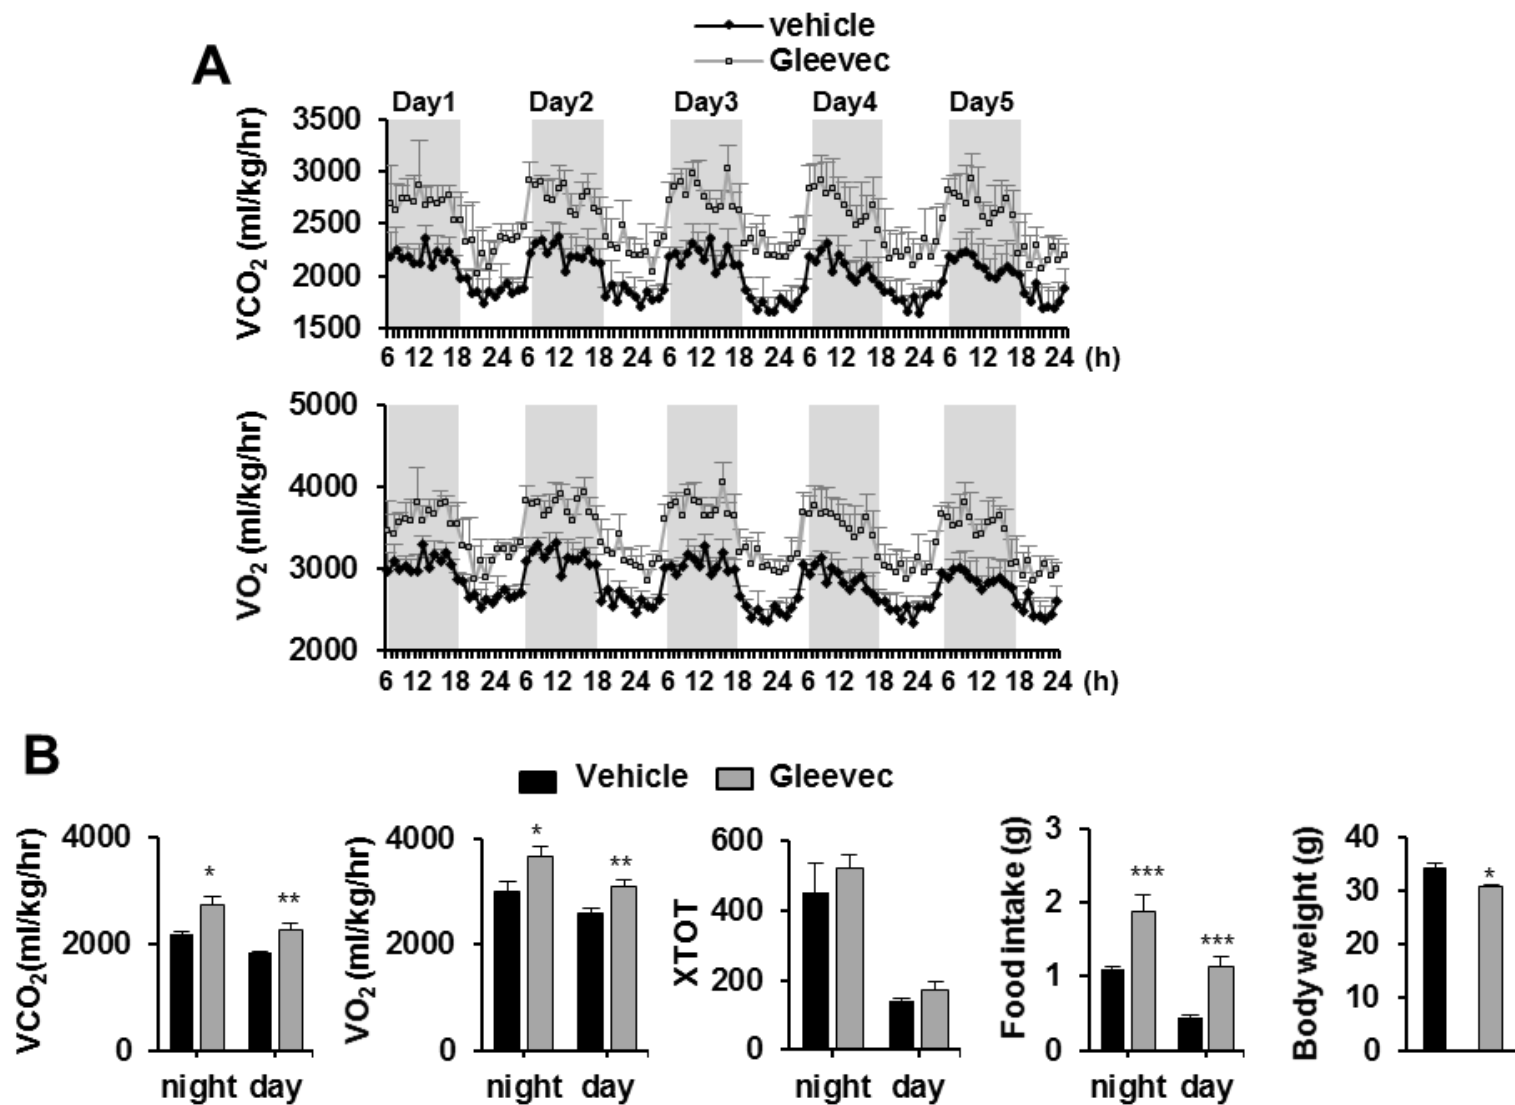 vehicle
Gleevec
A
Day1 Day2 Day3 Day4 Day5
VCO2 (ml/kg/hr)
3500
3000
2500
2000
1500
6 12 18 24 6 12 18 24 6 12 18 24 6 12 18 24 6 12 18 24 (h)
VO2 (ml/kg/hr)
5000
4000
3000
2000
6 12 18 24 6 12 18 24 6 12 18 24 6 12 18 24 6 12 18 24 (h)
B
Vehicle Gleevec
VCO2(ml/kg/hr)
4000
2000
0
* **
night day
VO2 (ml/kg/hr)
4000
2000
0
* **
night day
XTOT
600
400
200
0
Food intake (g)
3
2
1
0
*** ***
night day
Body weight (g)
40
30
20
10
0
*